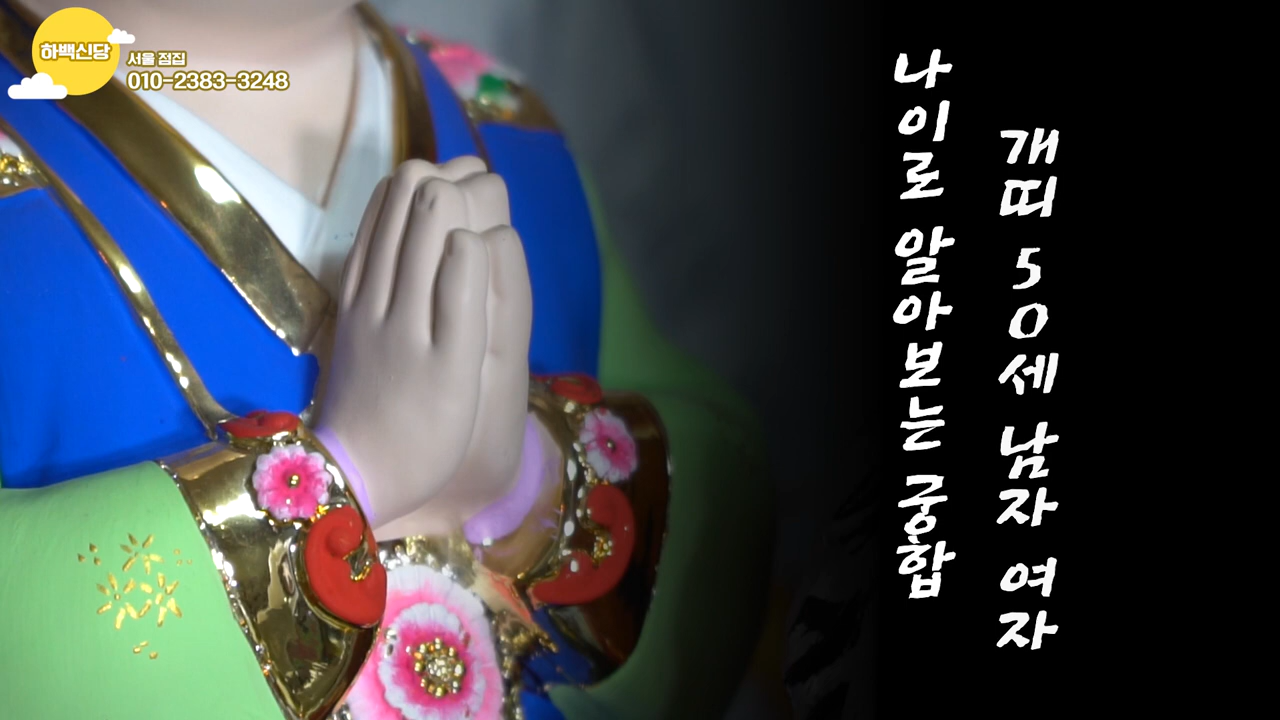 하백신당
서울 점집
010-2383-3248
개띠 50세 남자 여자
나이로 알아보는 궁합